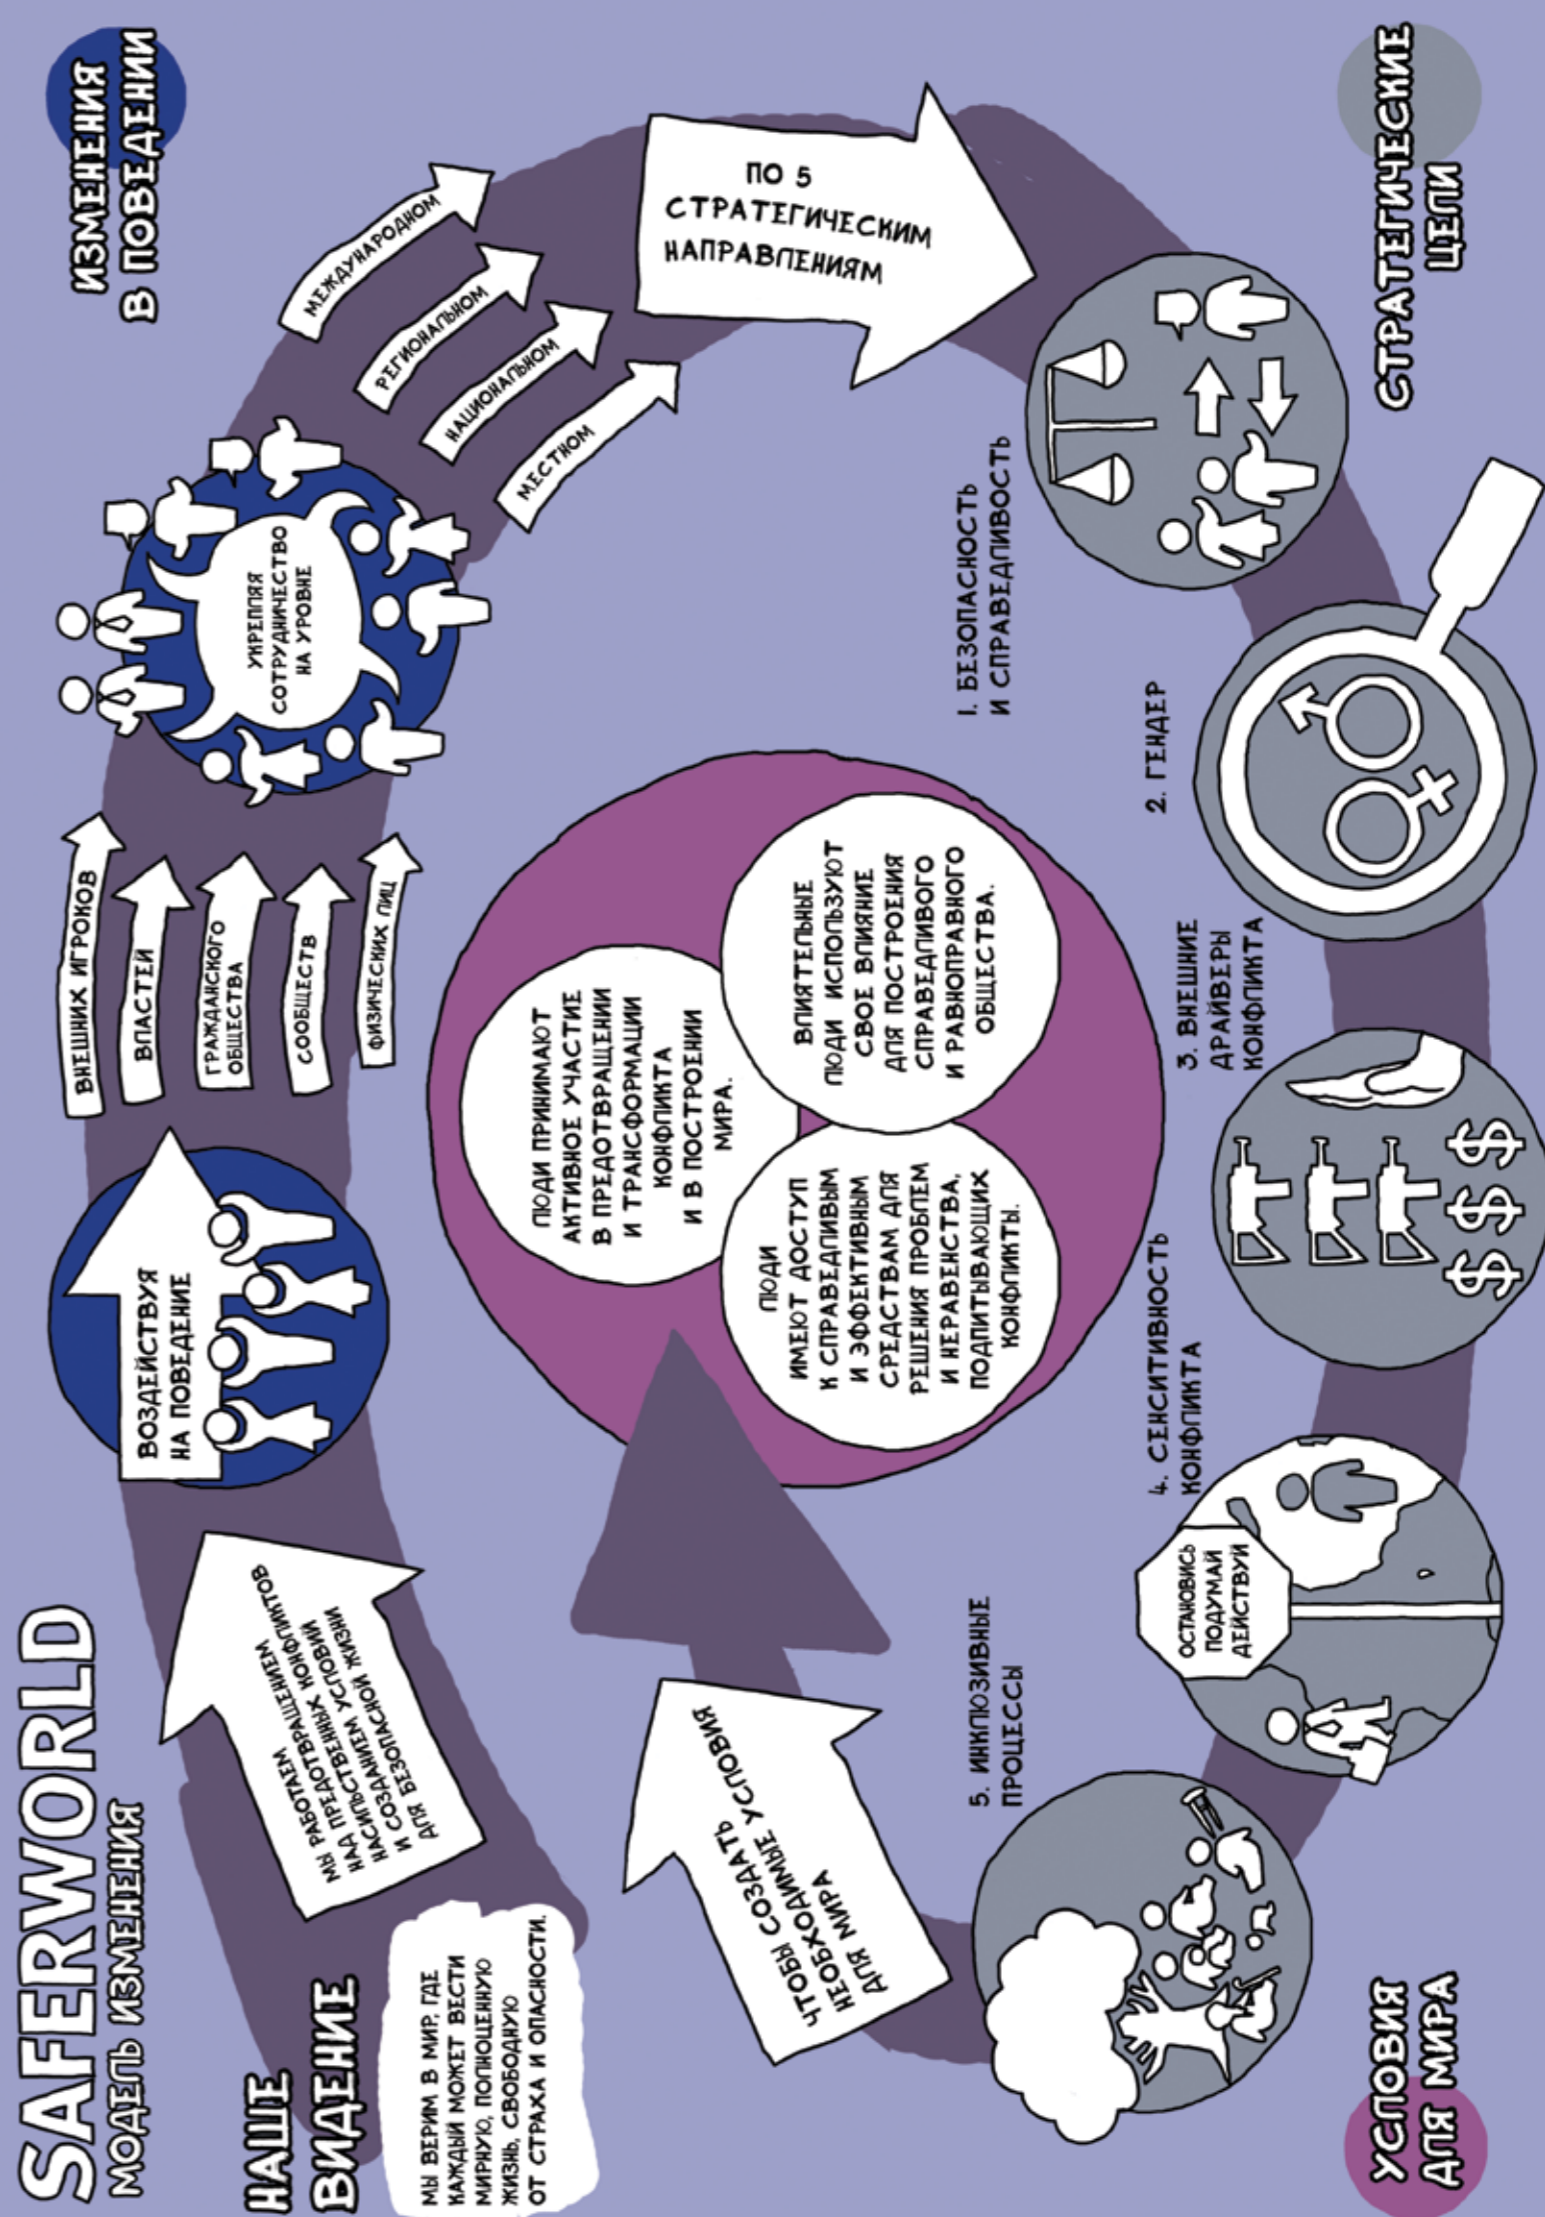 SAFERWORLD
МОДЕЛЬ ИЗМЕНЕНИЯ
НАШЕ
ВИДЕНИЕ
МЫ ВЕРИМ В МИР, ГДЕ
КАЖДЫЙ МОЖЕТ ВЕСТИ
МИРНУЮ, ПОЛНОЦЕННУЮ
ЖИЗНЬ, СВОБОДНУЮ
ОТ СТРАХА И ОПАСНОСТИ.
МЫ РАБОТАЕМ
НАД ПРЕДОТВРАЩЕНИЕМ
НАСИЛЬСТВЕННЫХ КОНФЛИКТОВ
И СОЗДАНИЕМ УСЛОВИЙ
ДЛЯ БЕЗОПАСНОЙ ЖИЗНИ
ВОЗДЕЙСТВУЯ
НА ПОВЕДЕНИЕ
ВНЕШНИХ ИГРОКОВ
ВЛАСТЕЙ
ГРАЖДАНСКОГО
ОБЩЕСТВА
СООБЩЕСТВ
ФИЗИЧЕСКИХ ЛИЦ
УКРЕПЛЯЯ
СОТРУДНИЧЕСТВО
НА УРОВНЕ
МЕЖДУНАРОДНОМ
РЕГИОНАЛЬНОМ
НАЦИОНАЛЬНОМ
МЕСТНОМ
ИЗМЕНЕНИЯ
В ПОВЕДЕНИИ
ПО 5
СТРАТЕГИЧЕСКИМ
НАПРАВЛЕНИЯМ
1. БЕЗОПАСНОСТЬ
И СПРАВЕДЛИВОСТЬ
2. ГЕНДЕР
3. ВНЕШНИЕ
ДРАЙВЕРЫ
КОНФЛИКТА
$ $ $
4. СЕНСИТИВНОСТЬ
КОНФЛИКТА
ОСТАНОВИСЬ
ПОДУМАЙ
ДЕЙСТВУЙ
5. ИНКЛЮЗИВНЫЕ
ПРОЦЕССЫ
СТРАТЕГИЧЕСКИЕ
ЦЕЛИ
ЧТОБЫ СОЗДАТЬ
НЕОБХОДИМЫЕ УСЛОВИЯ
ДЛЯ МИРА
ЛЮДИ ПРИНИМАЮТ
АКТИВНОЕ УЧАСТИЕ
В ПРЕДОТВРАЩЕНИИ
И ТРАНСФОРМАЦИИ
КОНФЛИКТА
И В ПОСТРОЕНИИ
МИРА.
ЛЮДИ
ИМЕЮТ ДОСТУП
К СПРАВЕДЛИВЫМ
И ЭФФЕКТИВНЫМ
СРЕДСТВАМ ДЛЯ
РЕШЕНИЯ ПРОБЛЕМ
И НЕРАВЕНСТВА,
ПОДПИТЫВАЮЩИХ
КОНФЛИКТЫ.
ВЛИЯТЕЛЬНЫЕ
ЛЮДИ ИСПОЛЬЗУЮТ
СВОЕ ВЛИЯНИЕ
ДЛЯ ПОСТРОЕНИЯ
СПРАВЕДЛИВОГО
И РАВНОПРАВНОГО
ОБЩЕСТВА.
УСЛОВИЯ
ДЛЯ МИРА